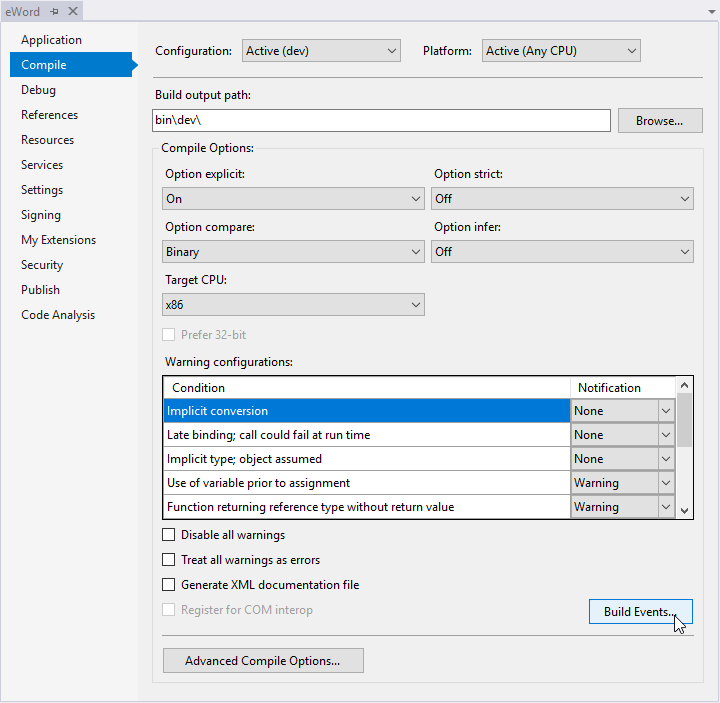 eWord
Application
Compile
Debug
References
Resources
Services
Settings
Signing
My Extensions
Security
Publish
Code Analysis
Configuration: Active (dev) Platform: Active (Any CPU)
Build output path:
bin\dev\ Browse...
Compile Options:
Option explicit: Option strict:
On Off
Option compare: Option infer:
Binary Off
Target CPU:
x86
Prefer 32-bit
Warning configurations:
Condition Notification
Implicit conversion None
Late binding; call could fail at run time None
Implicit type; object assumed None
Use of variable prior to assignment Warning
Function returning reference type without return value Warning
Disable all warnings
Treat all warnings as errors
Generate XML documentation file
Register for COM interop
Build Events...
Advanced Compile Options...